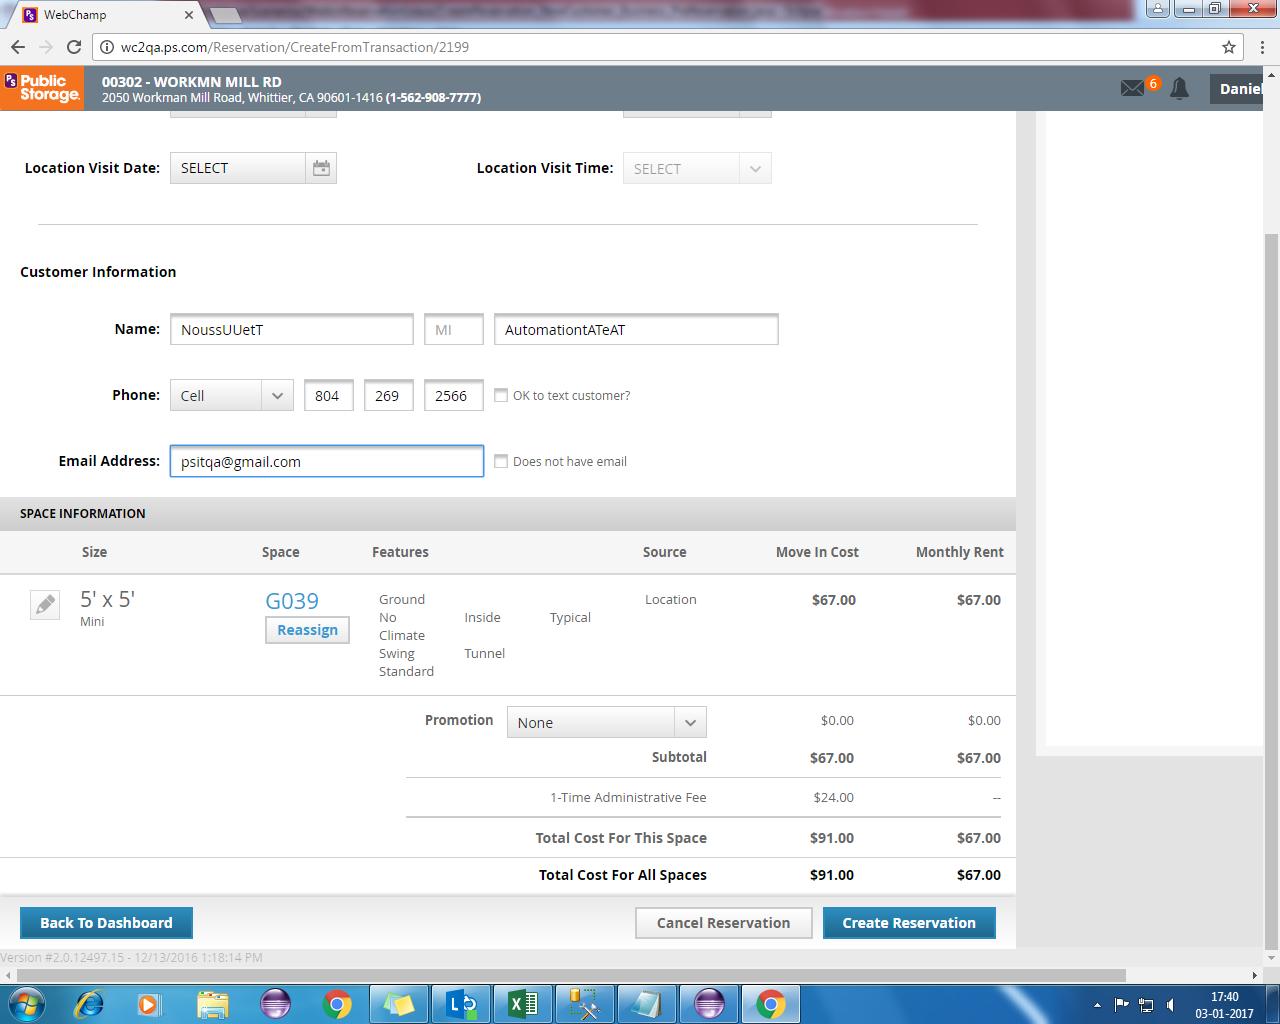 WebChamp
wc2qa.ps.com/Reservation/CreateFromTransaction/2199
PS Public Storage
00302 - WORKMN MILL RD
2050 Workman Mill Road, Whittier, CA 90601-1416 (1-562-908-7777)
6
Daniel
Location Visit Date: SELECT Location Visit Time: SELECT
Customer Information
Name: NoussUUetT MI AutomationtATeAT
Phone: Cell 804 269 2566 OK to text customer?
Email Address: psitqa@gmail.com Does not have email
SPACE INFORMATION
Size Space Features Source Move In Cost Monthly Rent
5' x 5' G039 Ground Location $67.00 $67.00
Mini Reassign No Inside Typical
Climate
Swing Tunnel
Standard
Promotion None $0.00 $0.00
Subtotal $67.00 $67.00
1-Time Administrative Fee $24.00 --
Total Cost For This Space $91.00 $67.00
Total Cost For All Spaces $91.00 $67.00
Back To Dashboard Cancel Reservation Create Reservation
Version #2.0.12497.15 - 12/13/2016 1:18:14 PM
17:40
03-01-2017